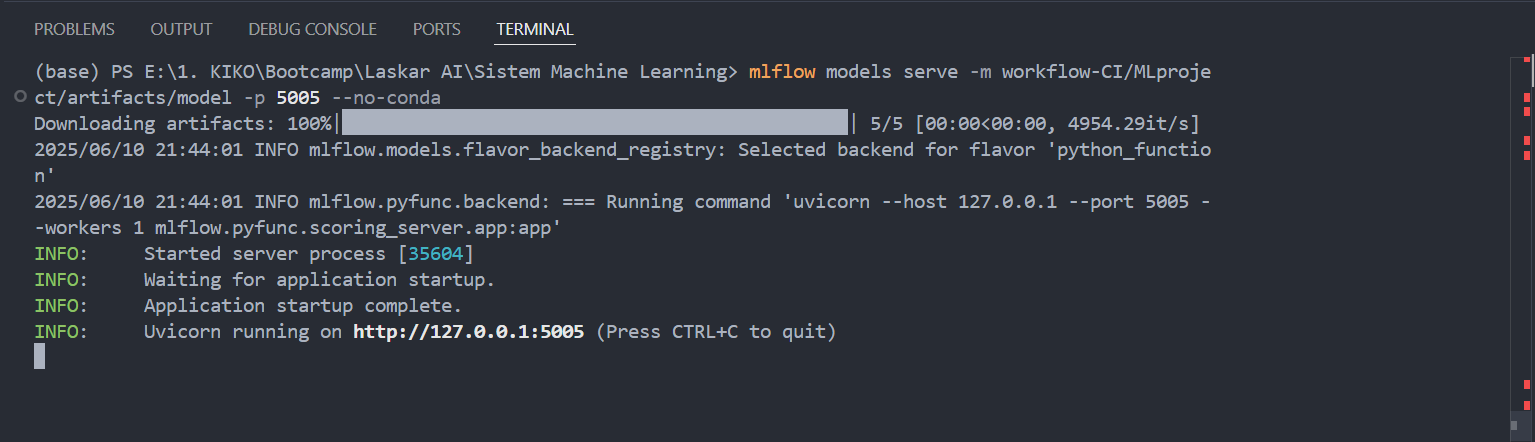 PROBLEMS OUTPUT DEBUG CONSOLE PORTS TERMINAL
(base) PS E:\1. KIKO\Bootcamp\Laskar AI\Sistem Machine Learning> mlflow models serve -m workflow-CI/MLproje
ct/artifacts/model -p 5005 --no-conda
Downloading artifacts: 100%|██████████████████████████████████████████████| 5/5 [00:00<00:00, 4954.29it/s]
2025/06/10 21:44:01 INFO mlflow.models.flavor_backend_registry: Selected backend for flavor 'python_functio
n'
2025/06/10 21:44:01 INFO mlflow.pyfunc.backend: === Running command 'uvicorn --host 127.0.0.1 --port 5005 -
-workers 1 mlflow.pyfunc.scoring_server.app:app'
INFO:     Started server process [35604]
INFO:     Waiting for application startup.
INFO:     Application startup complete.
INFO:     Uvicorn running on http://127.0.0.1:5005 (Press CTRL+C to quit)